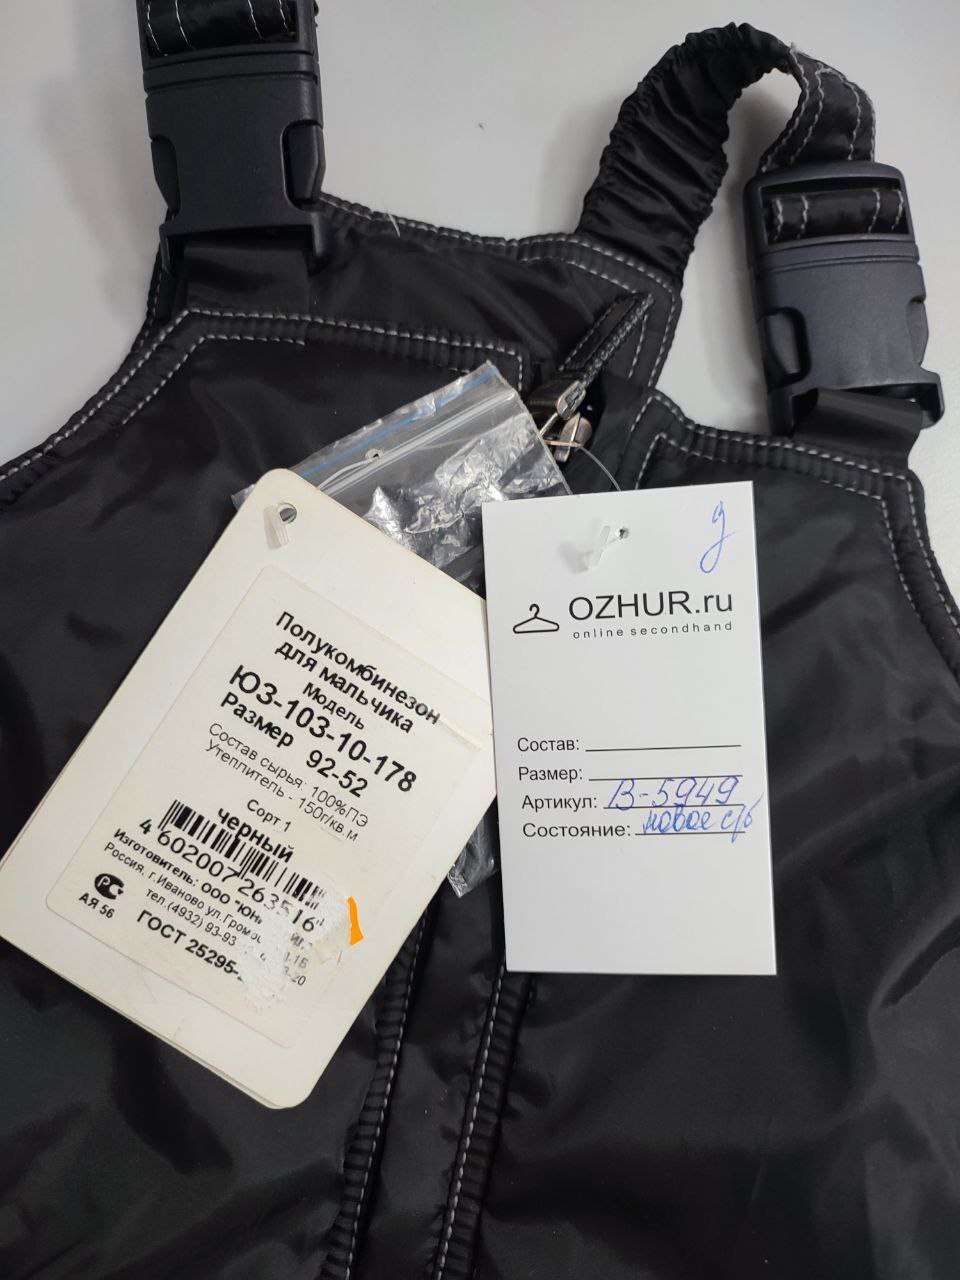 Полукомбинезон
для мальчика
Модель
ЮЗ-103-10-178
Размер 92-52
Состав сырья: 100%ПЭ
Утеплитель - 150г/кв.м
Сорт 1
черный
4 602007 263516
Изготовитель: ООО
Россия, г.Иваново ул.
тел.(4932) 93-93
АЯ 56
ГОСТ 25295-
OZHUR.ru
online secondhand
Состав:
Размер:
Артикул: В-5949
Состояние: новое с/б